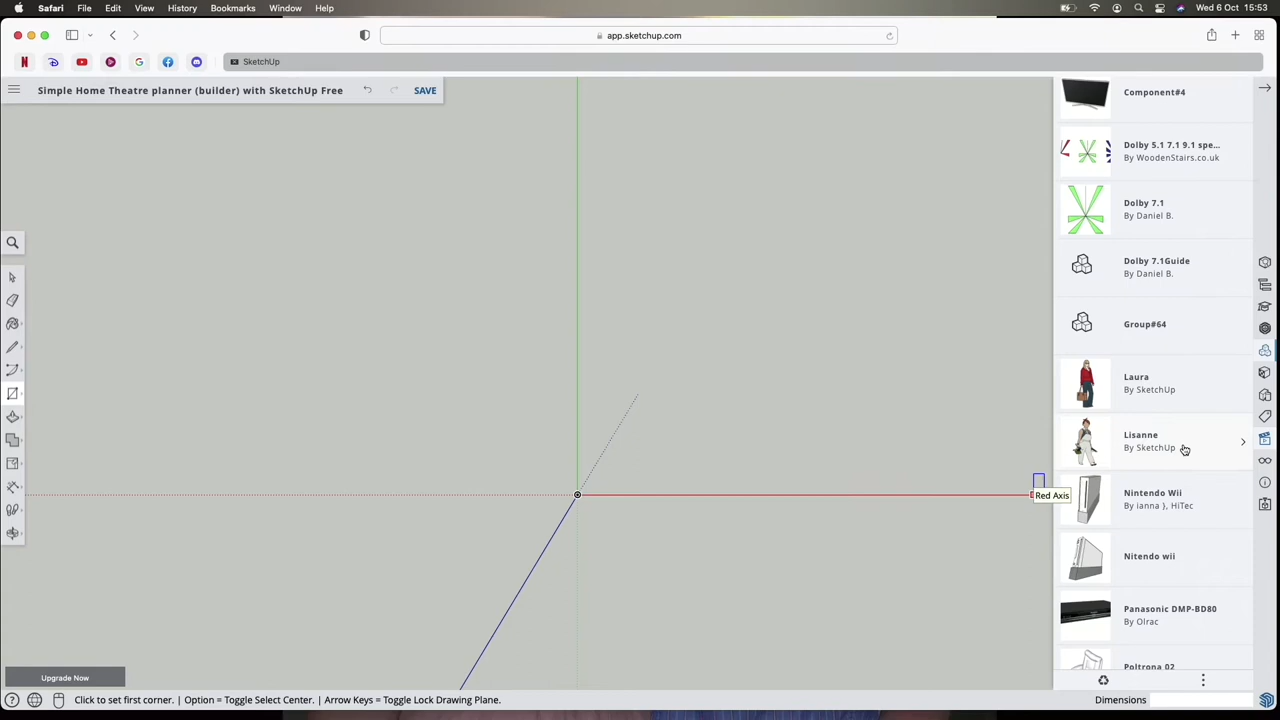 Safari File Edit View History Bookmarks Window Help Wed 6 Oct 15:53
app.sketchup.com
SketchUp
Simple Home Theatre planner (builder) with SketchUp Free SAVE
Component#4
Dolby 5.1 7.1 9.1 spe...
By WoodenStairs.co.uk
Dolby 7.1
By Daniel B.
Dolby 7.1Guide
By Daniel B.
Group#64
Laura
By SketchUp
Lisanne
By SketchUp
Red Axis
Nintendo Wii
By ianna }, HiTec
Nitendo wii
Panasonic DMP-BD80
By Olrac
Poltrona 02
Upgrade Now
Click to set first corner. | Option = Toggle Select Center. | Arrow Keys = Toggle Lock Drawing Plane. Dimensions